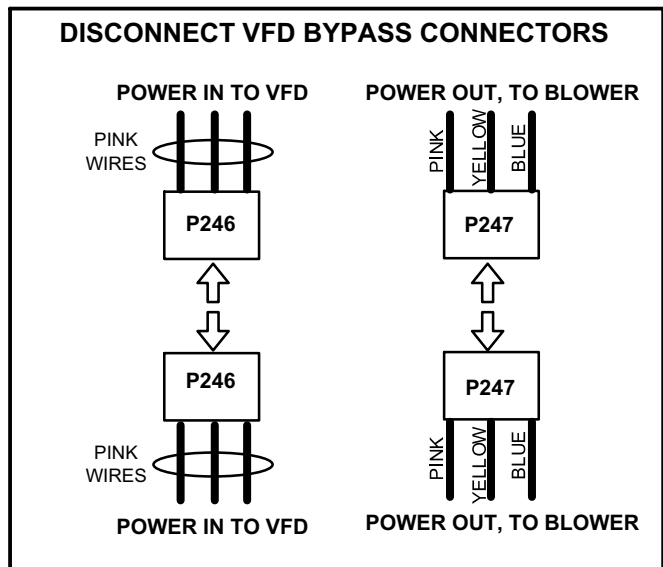 DISCONNECT VFD BYPASS CONNECTORS
POWER IN TO VFD
PINK
WIRES
P246
P246
PINK
WIRES
POWER IN TO VFD
POWER OUT, TO BLOWER
PINK
YELLOW
BLUE
P247
P247
PINK
YELLOW
BLUE
POWER OUT, TO BLOWER